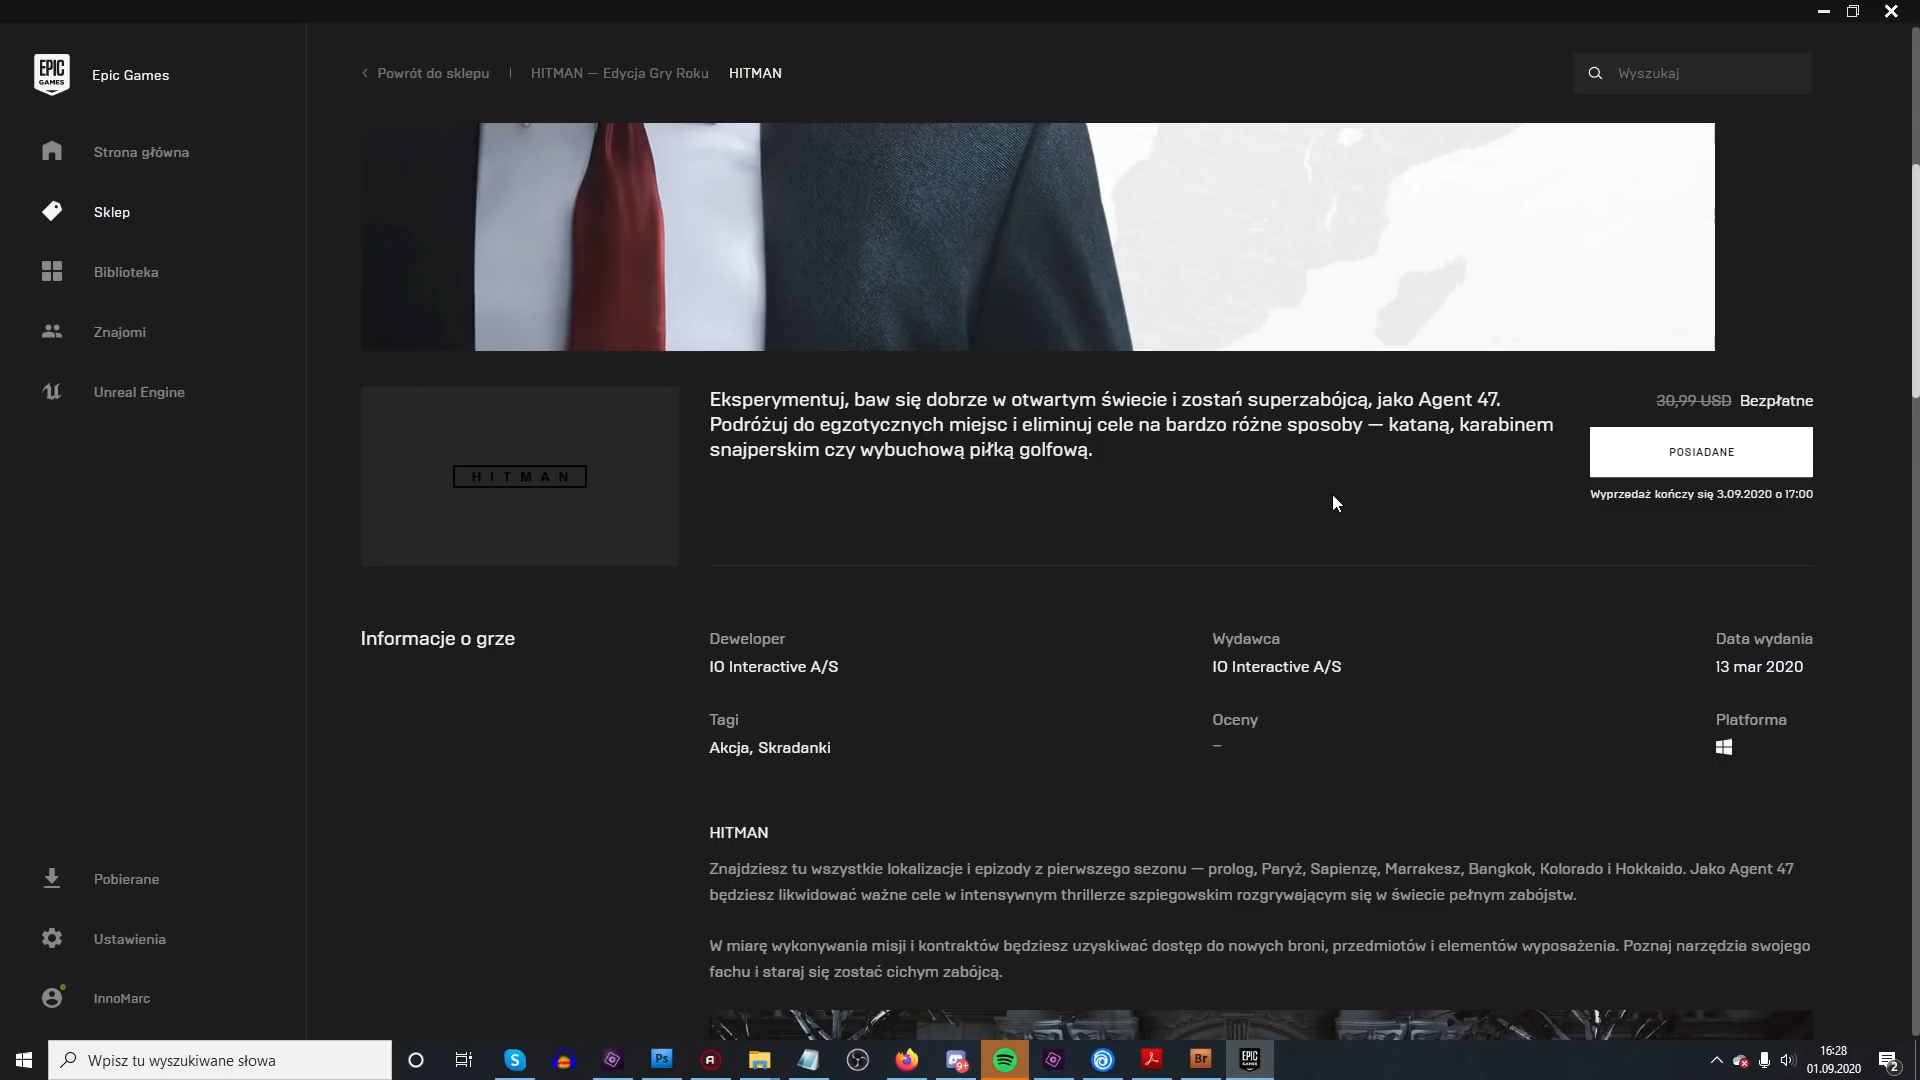 EPIC GAMES
Epic Games
Powrót do sklepu | HITMAN — Edycja Gry Roku HITMAN
Wyszukaj
Strona główna
Sklep
Biblioteka
Znajomi
Unreal Engine
HITMAN
Eksperymentuj, baw się dobrze w otwartym świecie i zostań superzabójcą, jako Agent 47.
Podróżuj do egzotycznych miejsc i eliminuj cele na bardzo różne sposoby — kataną, karabinem
snajperskim czy wybuchową piłką golfową.
30,99 USD Bezpłatne
POSIADANE
Wyprzedaż kończy się 3.09.2020 o 17:00
Informacje o grze
Deweloper
IO Interactive A/S
Wydawca
IO Interactive A/S
Data wydania
13 mar 2020
Tagi
Akcja, Skradanki
Oceny
–
Platforma
HITMAN
Znajdziesz tu wszystkie lokalizacje i epizody z pierwszego sezonu — prolog, Paryż, Sapienzę, Marrakesz, Bangkok, Kolorado i Hokkaido. Jako Agent 47
będziesz likwidować ważne cele w intensywnym thrillerze szpiegowskim rozgrywającym się w świecie pełnym zabójstw.
W miarę wykonywania misji i kontraktów będziesz uzyskiwać dostęp do nowych broni, przedmiotów i elementów wyposażenia. Poznaj narzędzia swojego
fachu i staraj się zostać cichym zabójcą.
Pobierane
Ustawienia
InnoMarc
Wpisz tu wyszukiwane słowa
S
Ps
9+
Br
EPIC GAMES
16:28
01.09.2020
2